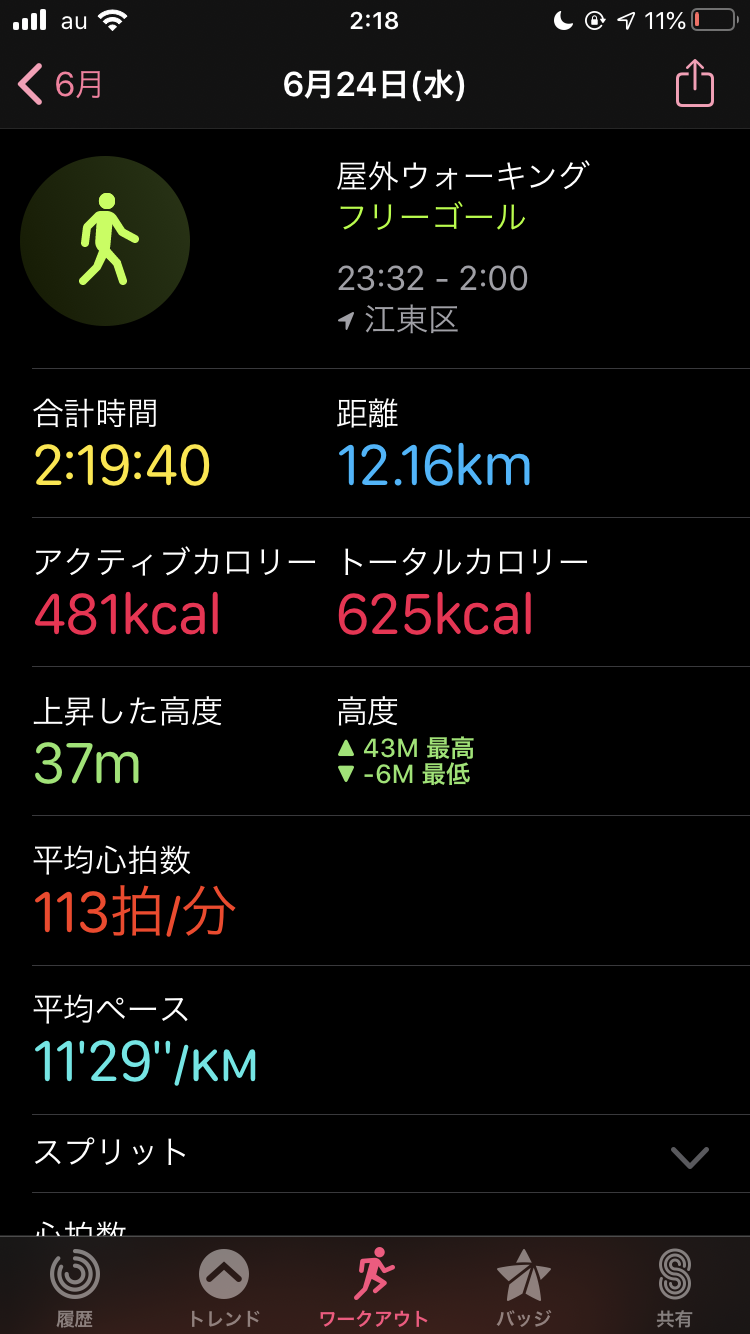 au 2:18 11%
6月 6月24日(水)
屋外ウォーキング
フリーゴール
23:32 - 2:00
江東区
合計時間 距離
2:19:40 12.16km
アクティブカロリー トータルカロリー
481kcal 625kcal
上昇した高度 高度
37m ▲ 43M 最高
▼ -6M 最低
平均心拍数
113拍/分
平均ペース
11'29"/KM
スプリット
心拍数
履歴 トレンド ワークアウト バッジ 共有